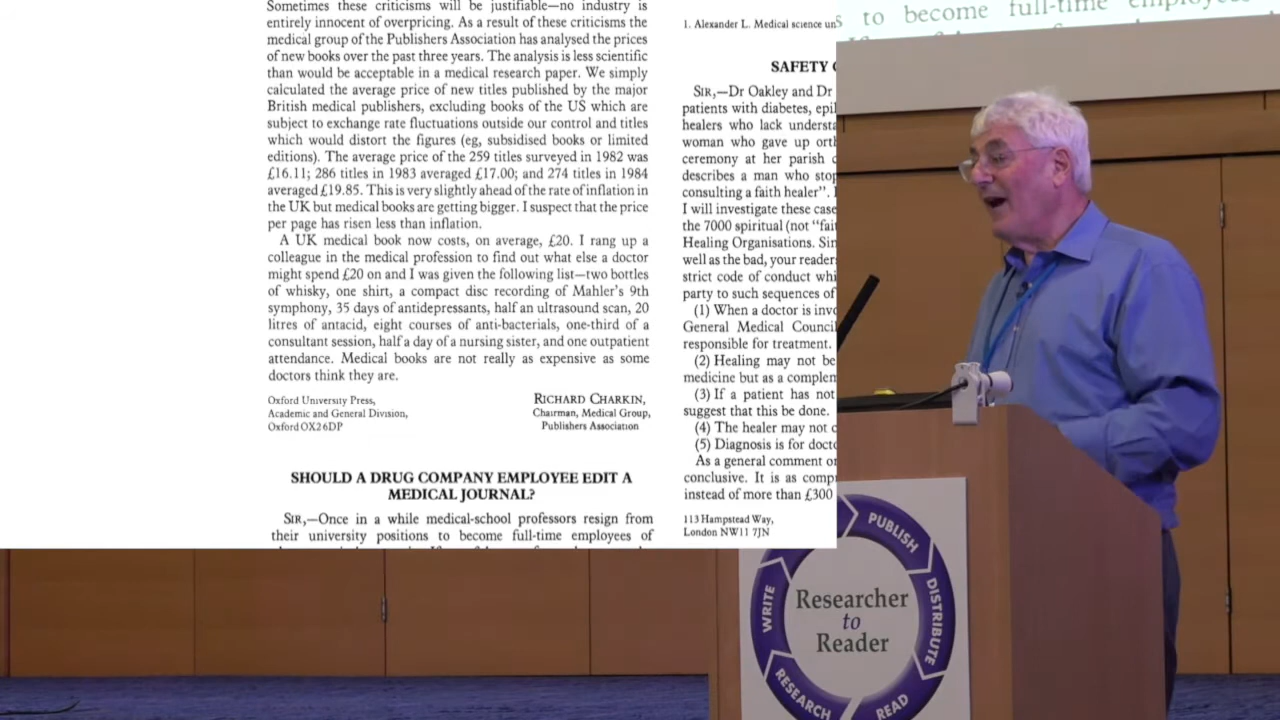 Sometimes these criticisms will be justifiable—no industry is
entirely innocent of overpricing. As a result of these criticisms the
medical group of the Publishers Association has analysed the prices
of new books over the past three years. The analysis is less scientific
than would be acceptable in a medical research paper. We simply
calculated the average price of new titles published by the major
British medical publishers, excluding books of the US which are
subject to exchange rate fluctuations outside our control and titles
which would distort the figures (eg, subsidised books or limited
editions). The average price of the 259 titles surveyed in 1982 was
£16.11; 286 titles in 1983 averaged £17.00; and 274 titles in 1984
averaged £19.85. This is very slightly ahead of the rate of inflation in
the UK but medical books are getting bigger. I suspect that the price
per page has risen less than inflation.
A UK medical book now costs, on average, £20. I rang up a
colleague in the medical profession to find out what else a doctor
might spend £20 on and I was given the following list—two bottles
of whisky, one shirt, a compact disc recording of Mahler's 9th
symphony, 35 days of antidepressants, half an ultrasound scan, 20
litres of antacid, eight courses of anti-bacterials, one-third of a
consultant session, half a day of a nursing sister, and one outpatient
attendance. Medical books are not really as expensive as some
doctors think they are.
Oxford University Press,
Academic and General Division,
Oxford OX2 6DP
RICHARD CHARKIN,
Chairman, Medical Group,
Publishers Association
SHOULD A DRUG COMPANY EMPLOYEE EDIT A
MEDICAL JOURNAL?
SIR,—Once in a while medical-school professors resign from
their university positions to become full-time employees of
1. Alexander L. Medical science un
SAFETY
SIR,—Dr Oakley and Dr
patients with diabetes, epil
healers who lack understa
woman who gave up orth
ceremony at her parish c
describes a man who stop
consulting a faith healer”.
I will investigate these case
the 7000 spiritual (not “fai
Healing Organisations. Sin
well as the bad, your reader
strict code of conduct whi
party to such sequences of
(1) When a doctor is invo
General Medical Council
responsible for treatment.
(2) Healing may not be
medicine but as a complem
(3) If a patient has not
suggest that this be done.
(4) The healer may not c
(5) Diagnosis is for docto
As a general comment on
conclusive. It is as comp
instead of more than £300
113 Hampstead Way,
London NW11 7JN
s to become full-time employees
PUBLISH
DISTRIBUTE
READ
RESEARCH
WRITE
Researcher
to
Reader